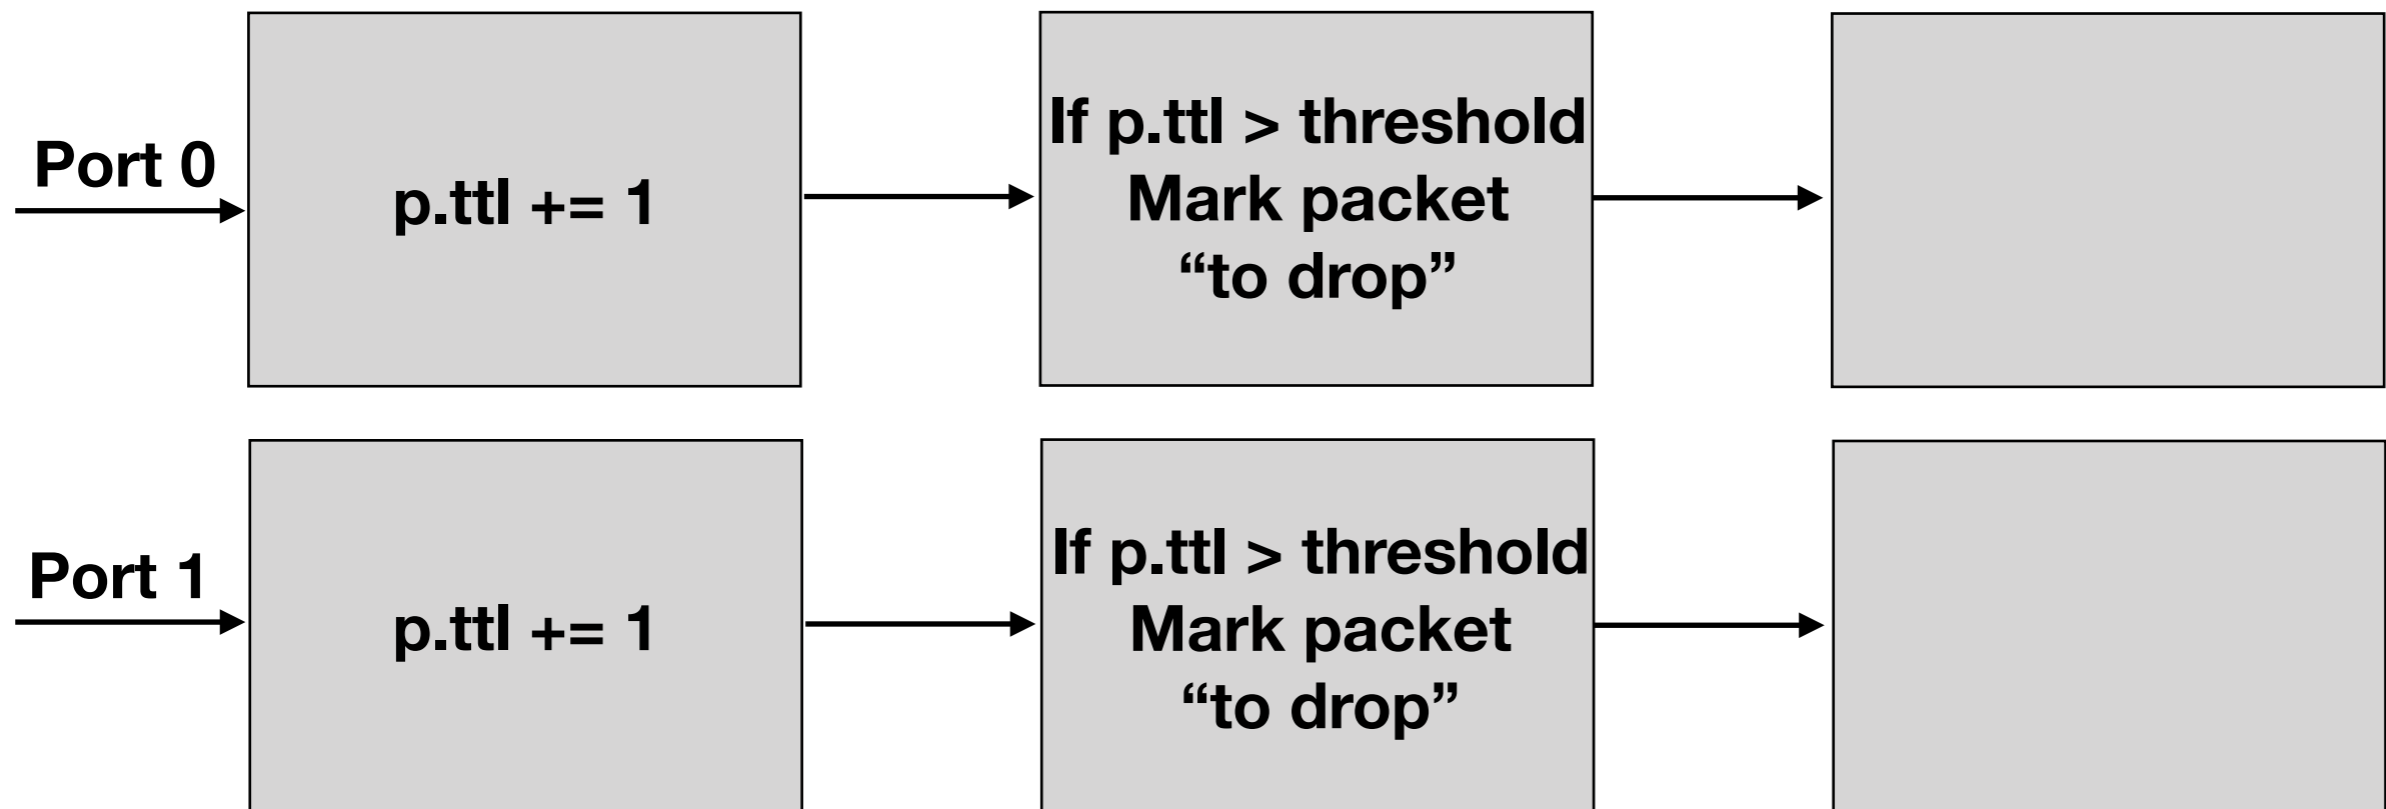 Port 0
p.ttl += 1
If p.ttl > threshold
Mark packet
“to drop”
Port 1
p.ttl += 1
If p.ttl > threshold
Mark packet
“to drop”